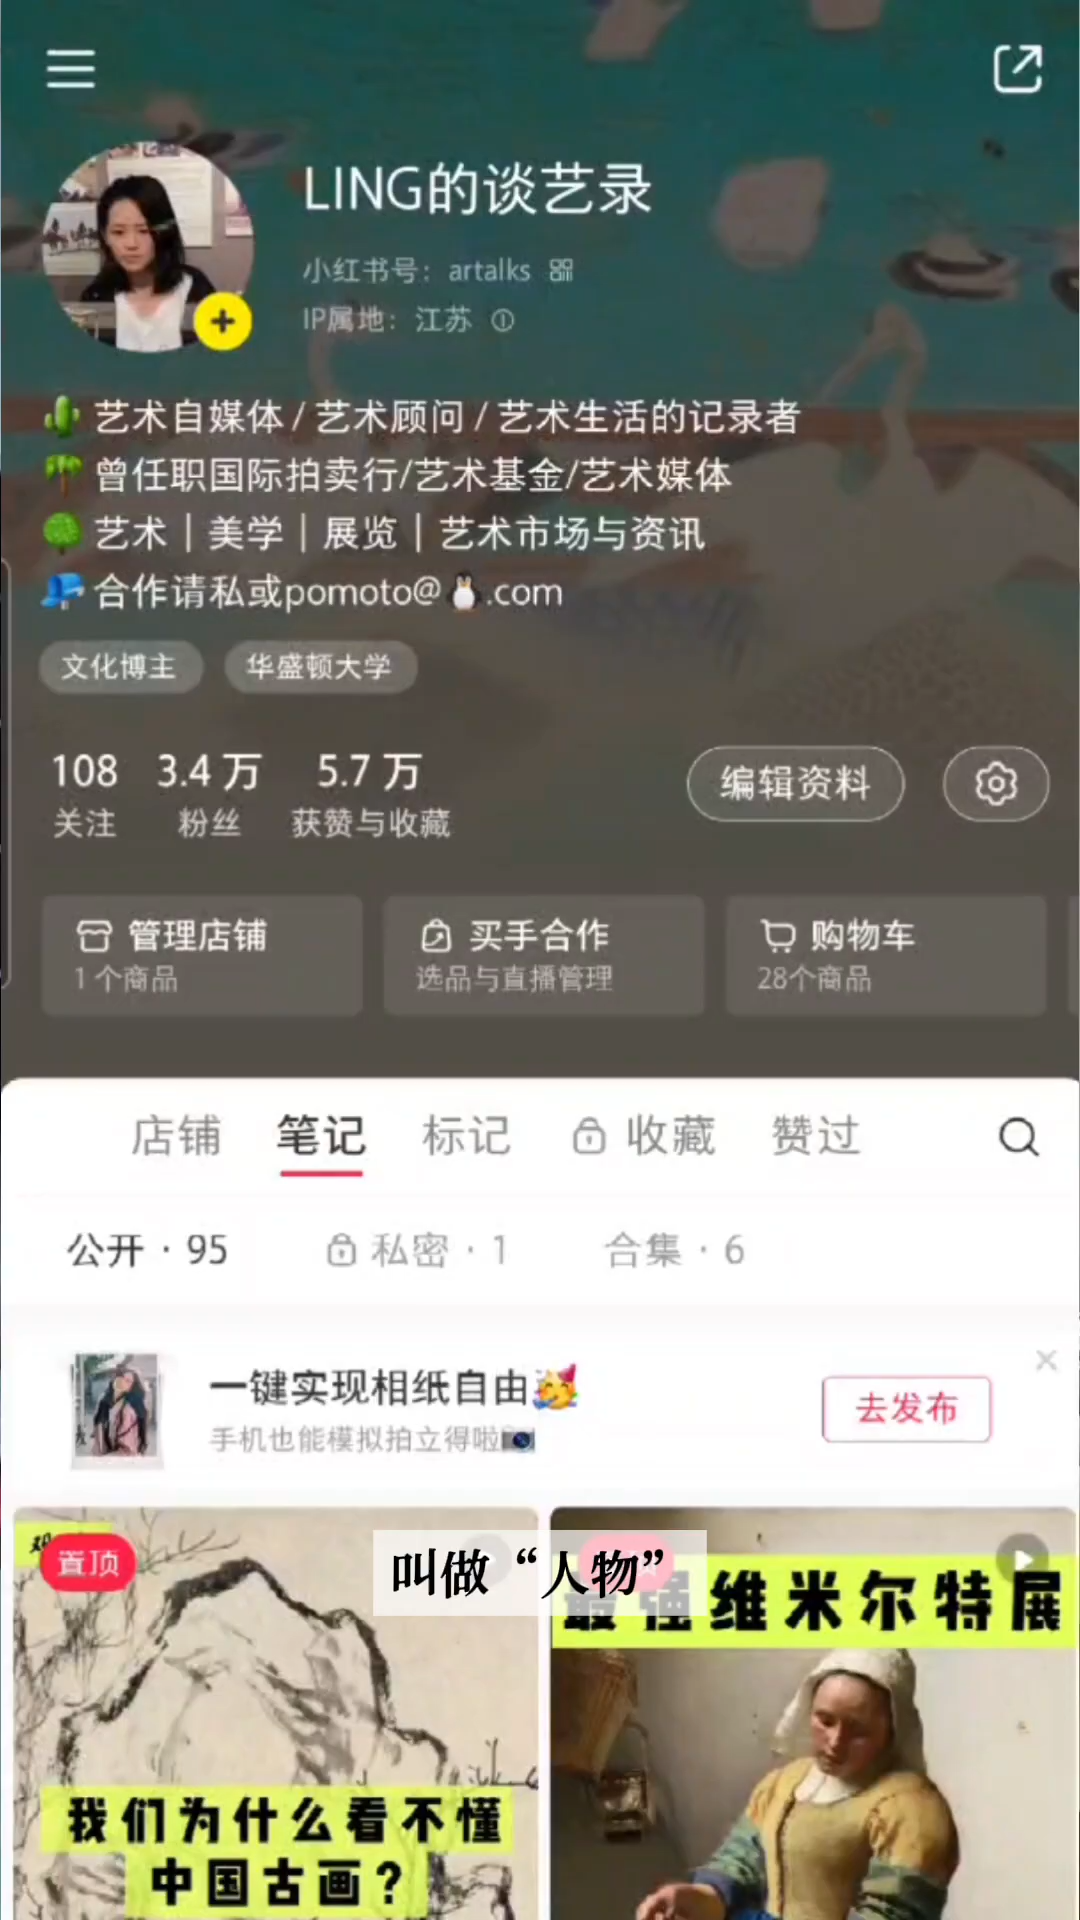 LING的谈艺录
小红书号：artalks
IP属地：江苏
艺术自媒体 / 艺术顾问 / 艺术生活的记录者
曾任职国际拍卖行/艺术基金/艺术媒体
艺术｜美学｜展览｜艺术市场与资讯
合作请私或pomoto@🐧.com
文化博主 华盛顿大学
108 3.4 万 5.7 万
关注 粉丝 获赞与收藏
编辑资料
管理店铺
1 个商品
买手合作
选品与直播管理
购物车
28个商品
店铺 笔记 标记 收藏 赞过
公开 · 95 私密 · 1 合集 · 6
一键实现相纸自由
手机也能模拟拍立得啦
去发布
置顶
叫做“人物”
最强维米尔特展
我们为什么看不懂
中国古画？